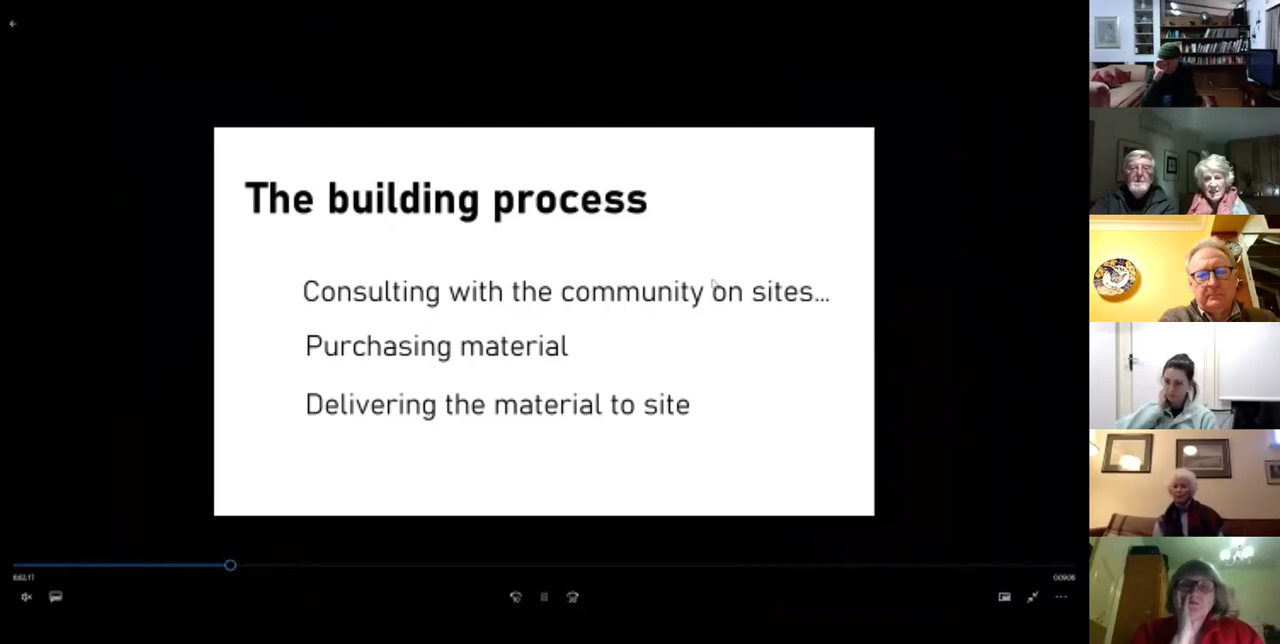 The building process
Consulting with the community on sites...
Purchasing material
Delivering the material to site